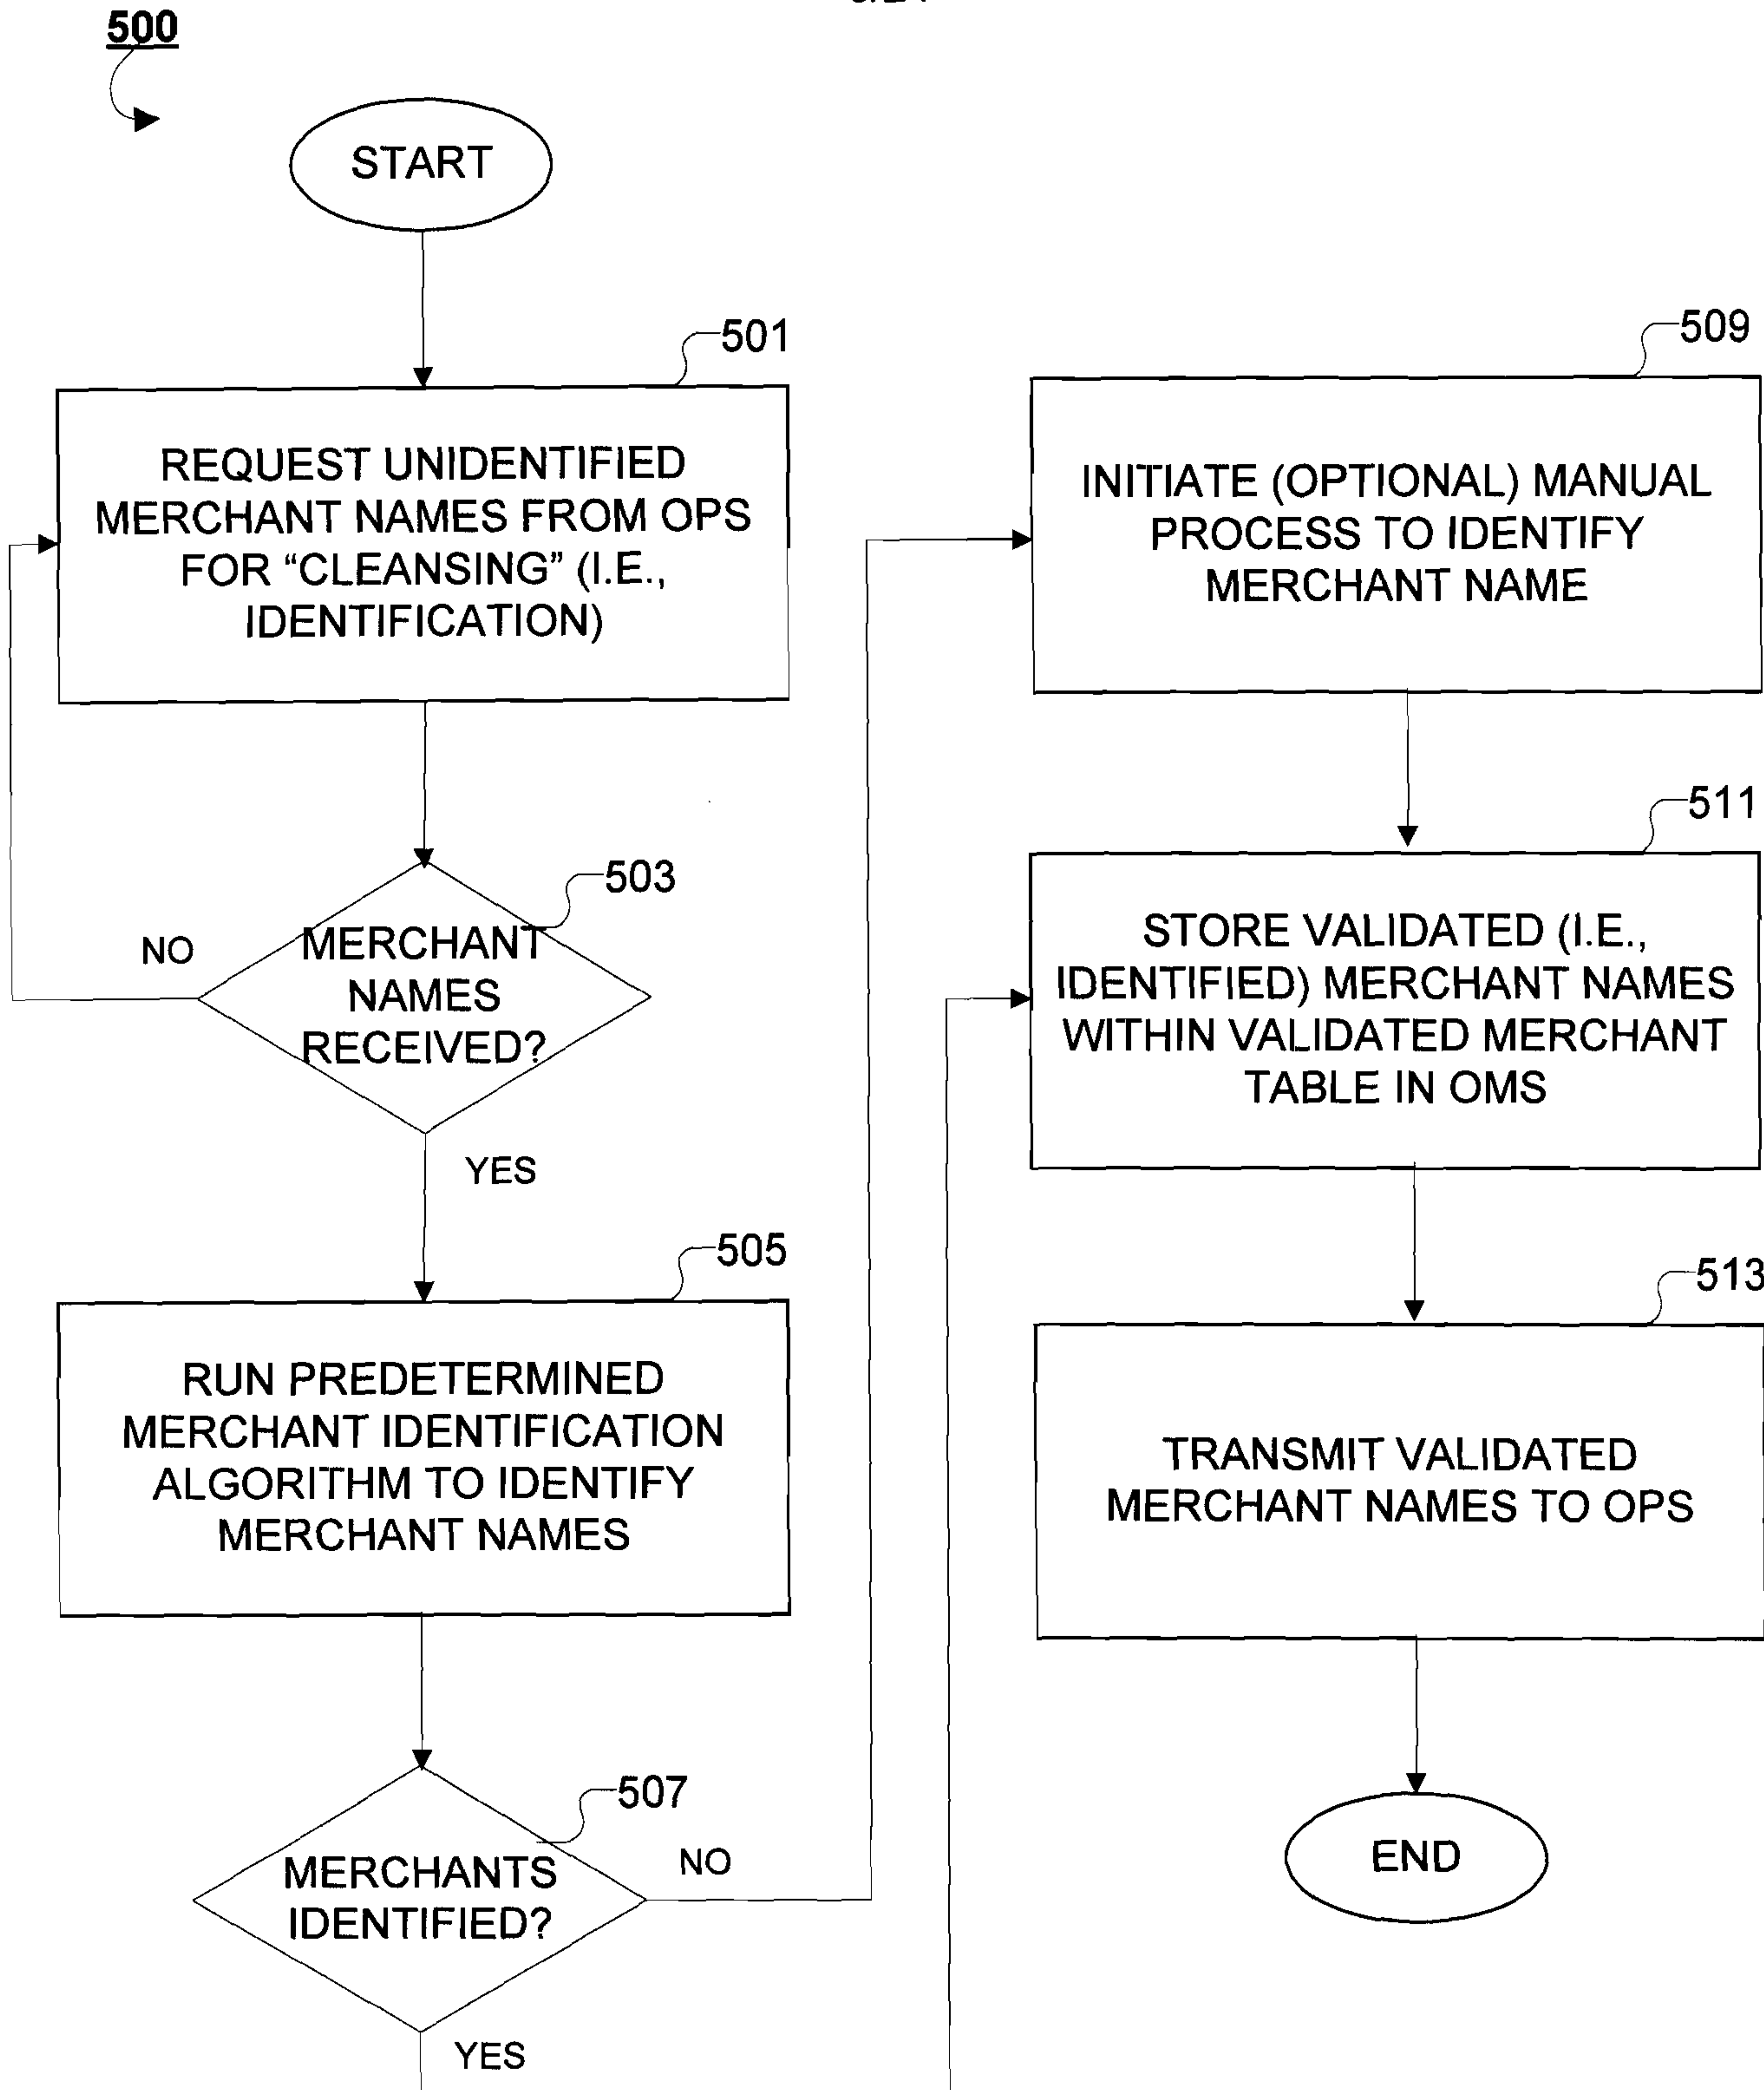 500
START
501
REQUEST UNIDENTIFIED
MERCHANT NAMES FROM OPS
FOR “CLEANSING” (I.E.,
IDENTIFICATION)
503
MERCHANT
NAMES
RECEIVED?
NO
YES
505
RUN PREDETERMINED
MERCHANT IDENTIFICATION
ALGORITHM TO IDENTIFY
MERCHANT NAMES
507
MERCHANTS
IDENTIFIED?
NO
YES
509
INITIATE (OPTIONAL) MANUAL
PROCESS TO IDENTIFY
MERCHANT NAME
511
STORE VALIDATED (I.E.,
IDENTIFIED) MERCHANT NAMES
WITHIN VALIDATED MERCHANT
TABLE IN OMS
513
TRANSMIT VALIDATED
MERCHANT NAMES TO OPS
END